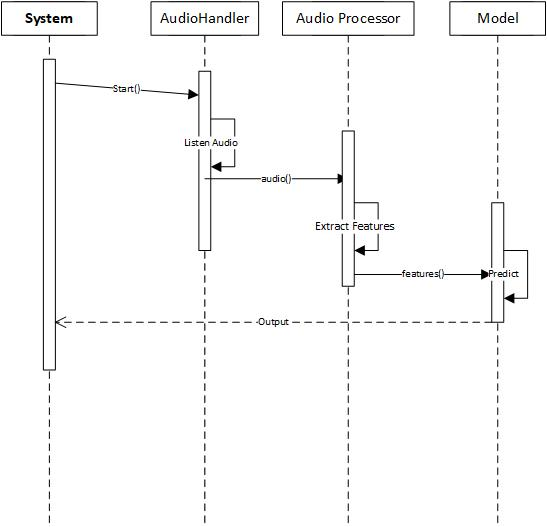 System
AudioHandler
Audio Processor
Model
Start()
Listen Audio
audio()
Extract Features
features()
Predict
Output